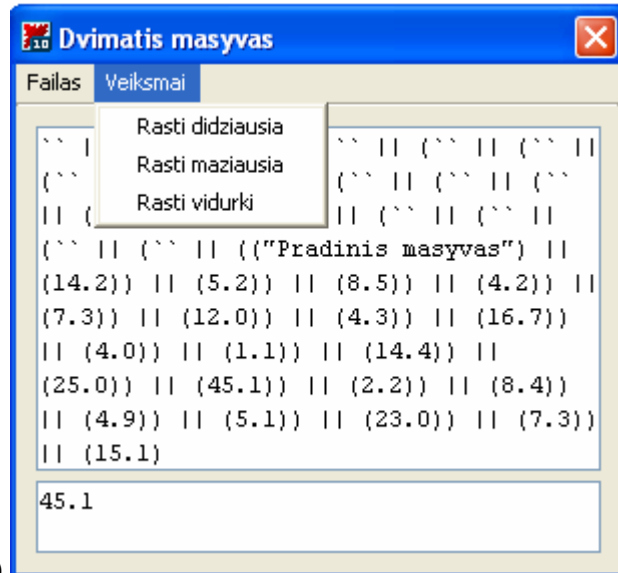 Dvimatis masyvas
Failas Veiksmai
Rasti didziausia
Rasti maziausia
Rasti vidurki
`` | `` || (`` || (`` ||
(`` (`` || (`` || (``
|| ( || (`` || (`` ||
(`` || (`` || (("Pradinis masyvas") ||
(14.2)) || (5.2)) || (8.5)) || (4.2)) ||
(7.3)) || (12.0)) || (4.3)) || (16.7))
|| (4.0)) || (1.1)) || (14.4)) ||
(25.0)) || (45.1)) || (2.2)) || (8.4))
|| (4.9)) || (5.1)) || (23.0)) || (7.3))
|| (15.1)
45.1
)